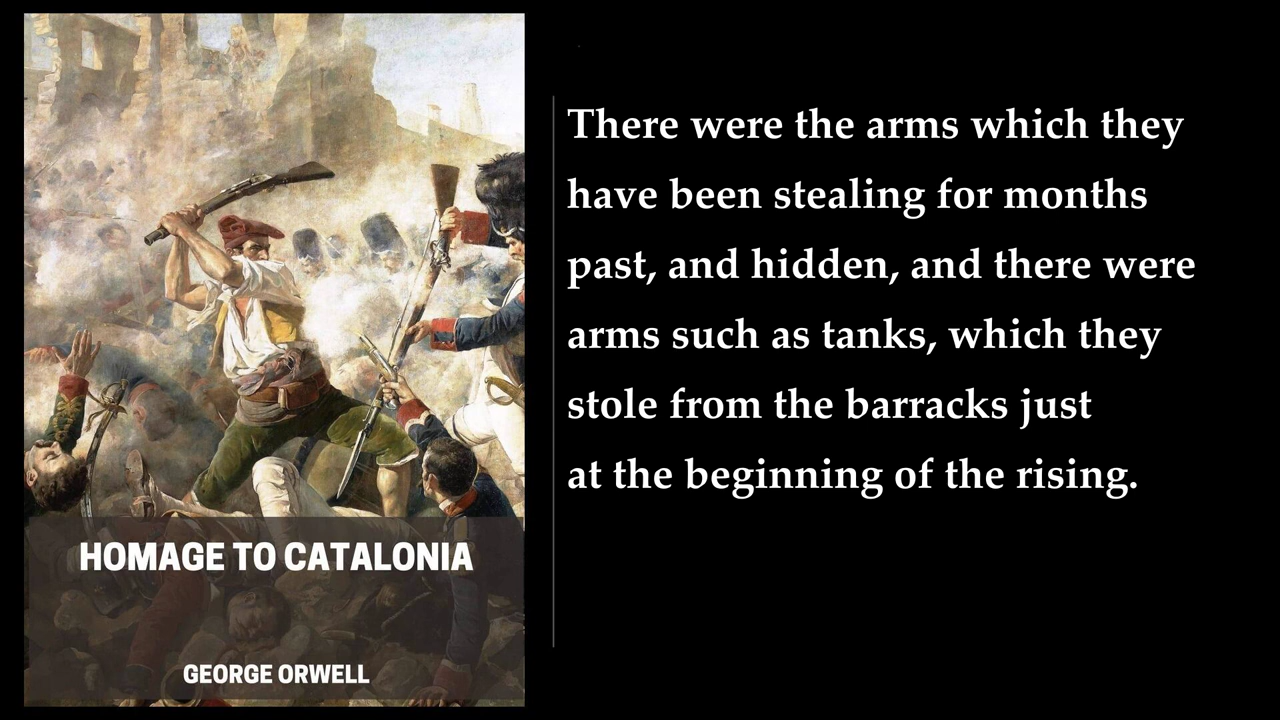 HOMAGE TO CATALONIA
GEORGE ORWELL
There were the arms which they
have been stealing for months
past, and hidden, and there were
arms such as tanks, which they
stole from the barracks just
at the beginning of the rising.